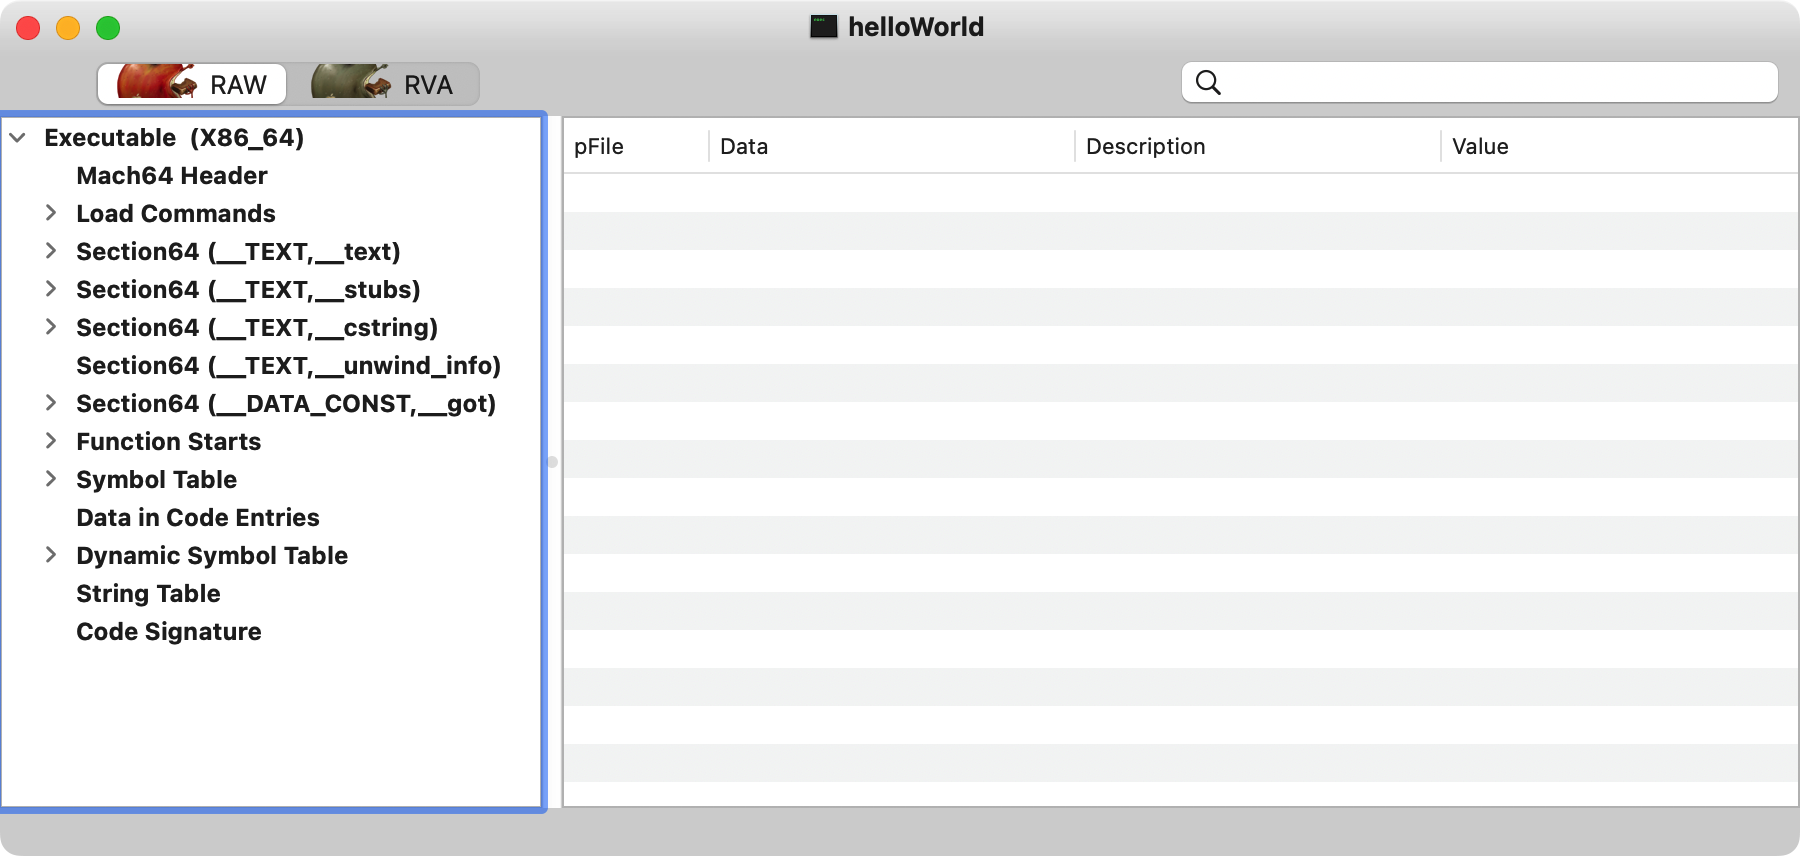 helloWorld
RAW RVA
Executable (X86_64)
Mach64 Header
Load Commands
Section64 (__TEXT,__text)
Section64 (__TEXT,__stubs)
Section64 (__TEXT,__cstring)
Section64 (__TEXT,__unwind_info)
Section64 (__DATA_CONST,__got)
Function Starts
Symbol Table
Data in Code Entries
Dynamic Symbol Table
String Table
Code Signature
pFile Data Description Value